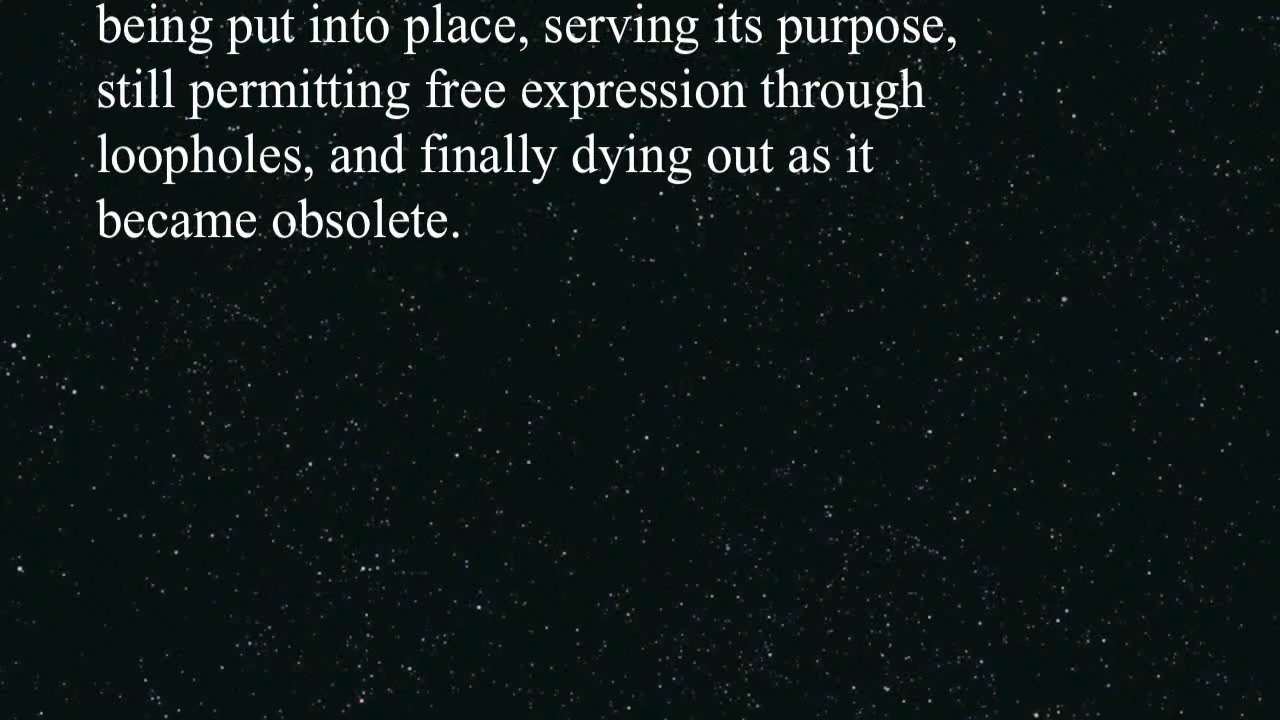 being put into place, serving its purpose,
still permitting free expression through
loopholes, and finally dying out as it
became obsolete.